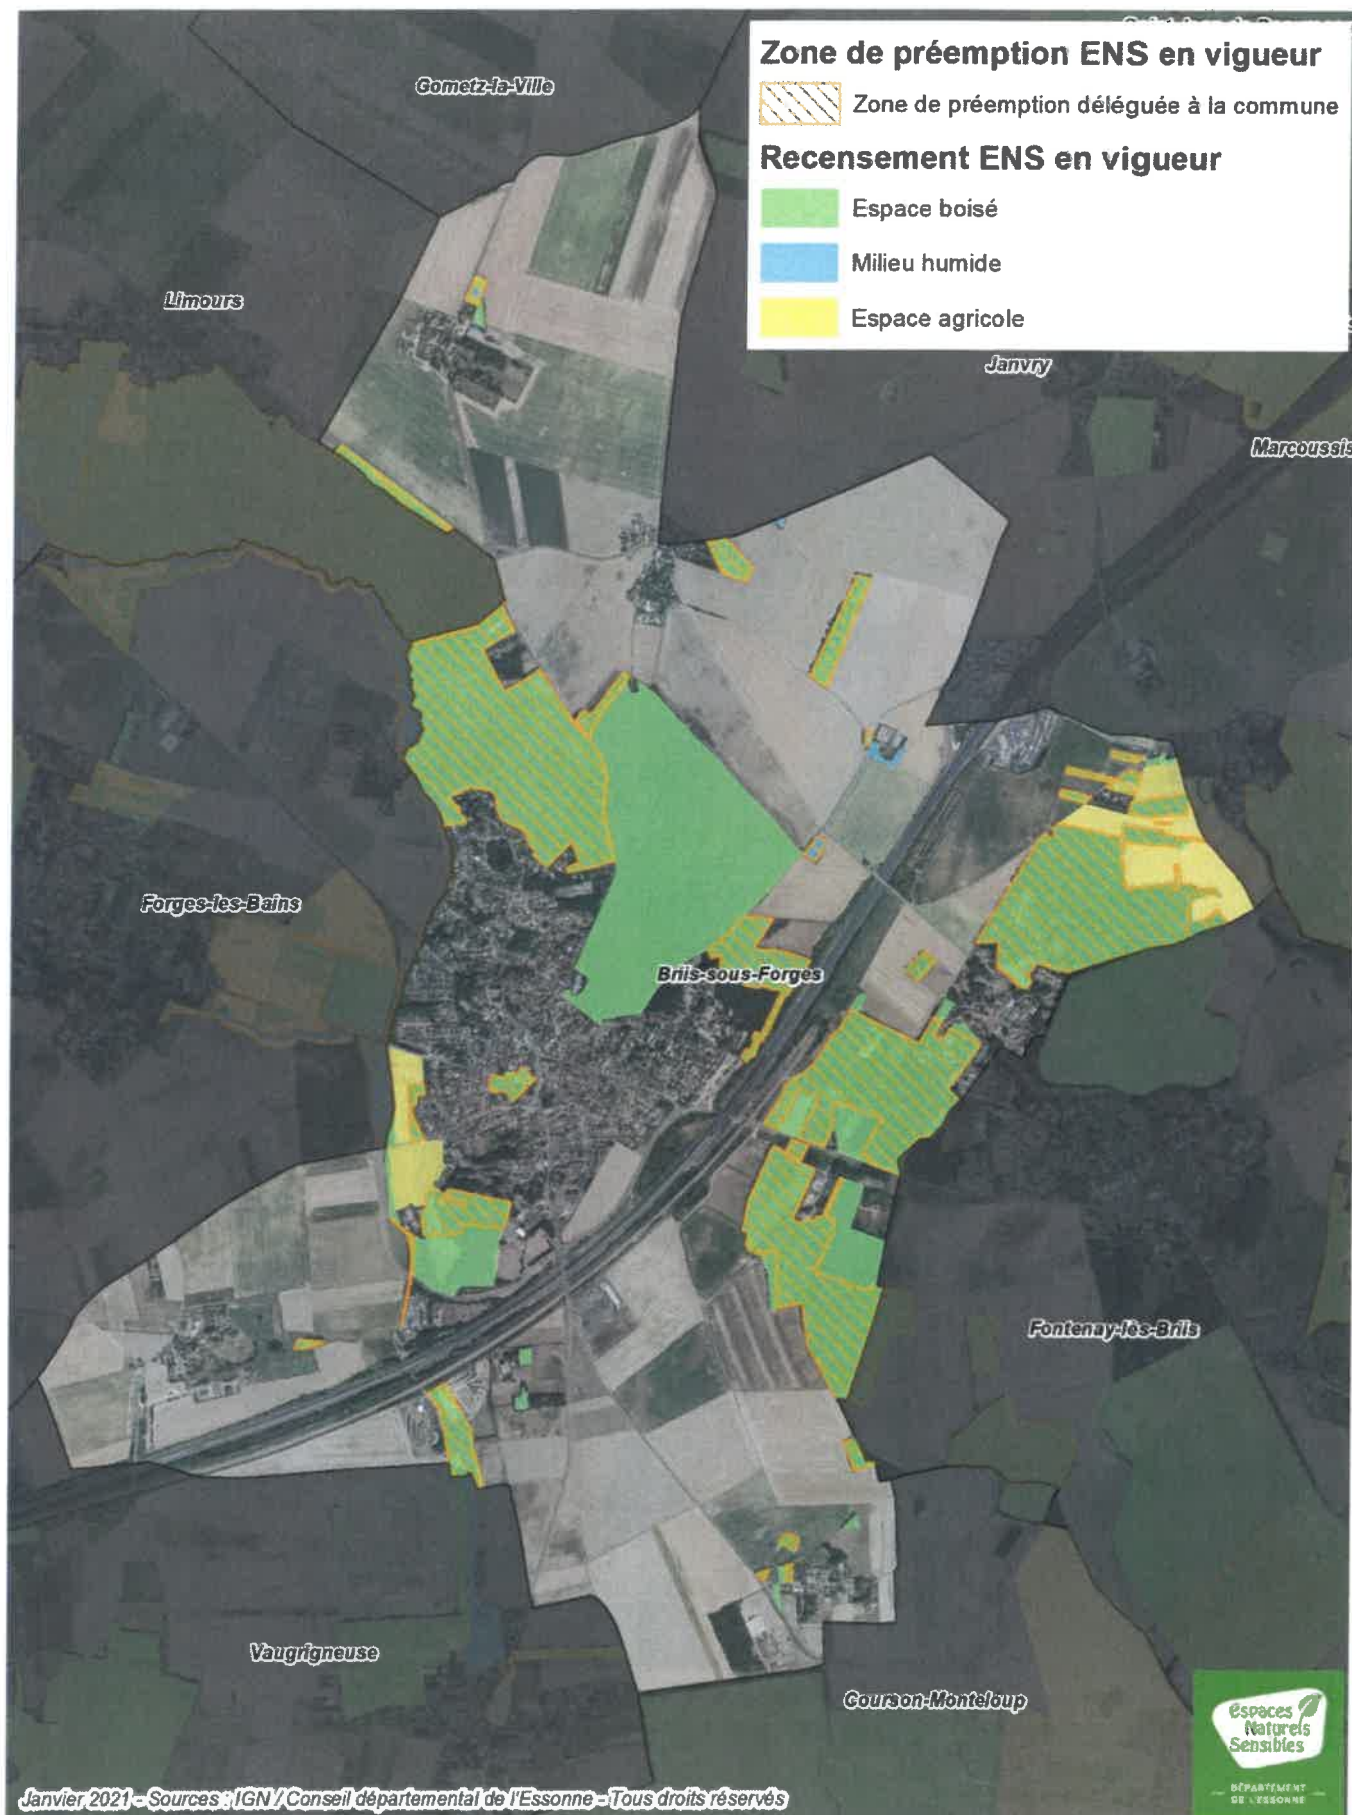 Zone de préemption ENS en vigueur
Zone de préemption déléguée à la commune
Recensement ENS en vigueur
Espace boisé
Milieu humide
Espace agricole
Gometz-la-Ville
Limours
Janvry
Marcoussis
Forges-les-Bains
Briis-sous-Forges
Fontenay-lès-Briis
Vaugrigneuse
Courson-Monteloup
espaces
Naturels
Sensibles
DÉPARTEMENT
DE L'ESSONNE
Janvier 2021 - Sources : IGN / Conseil départemental de l'Essonne - Tous droits réservés